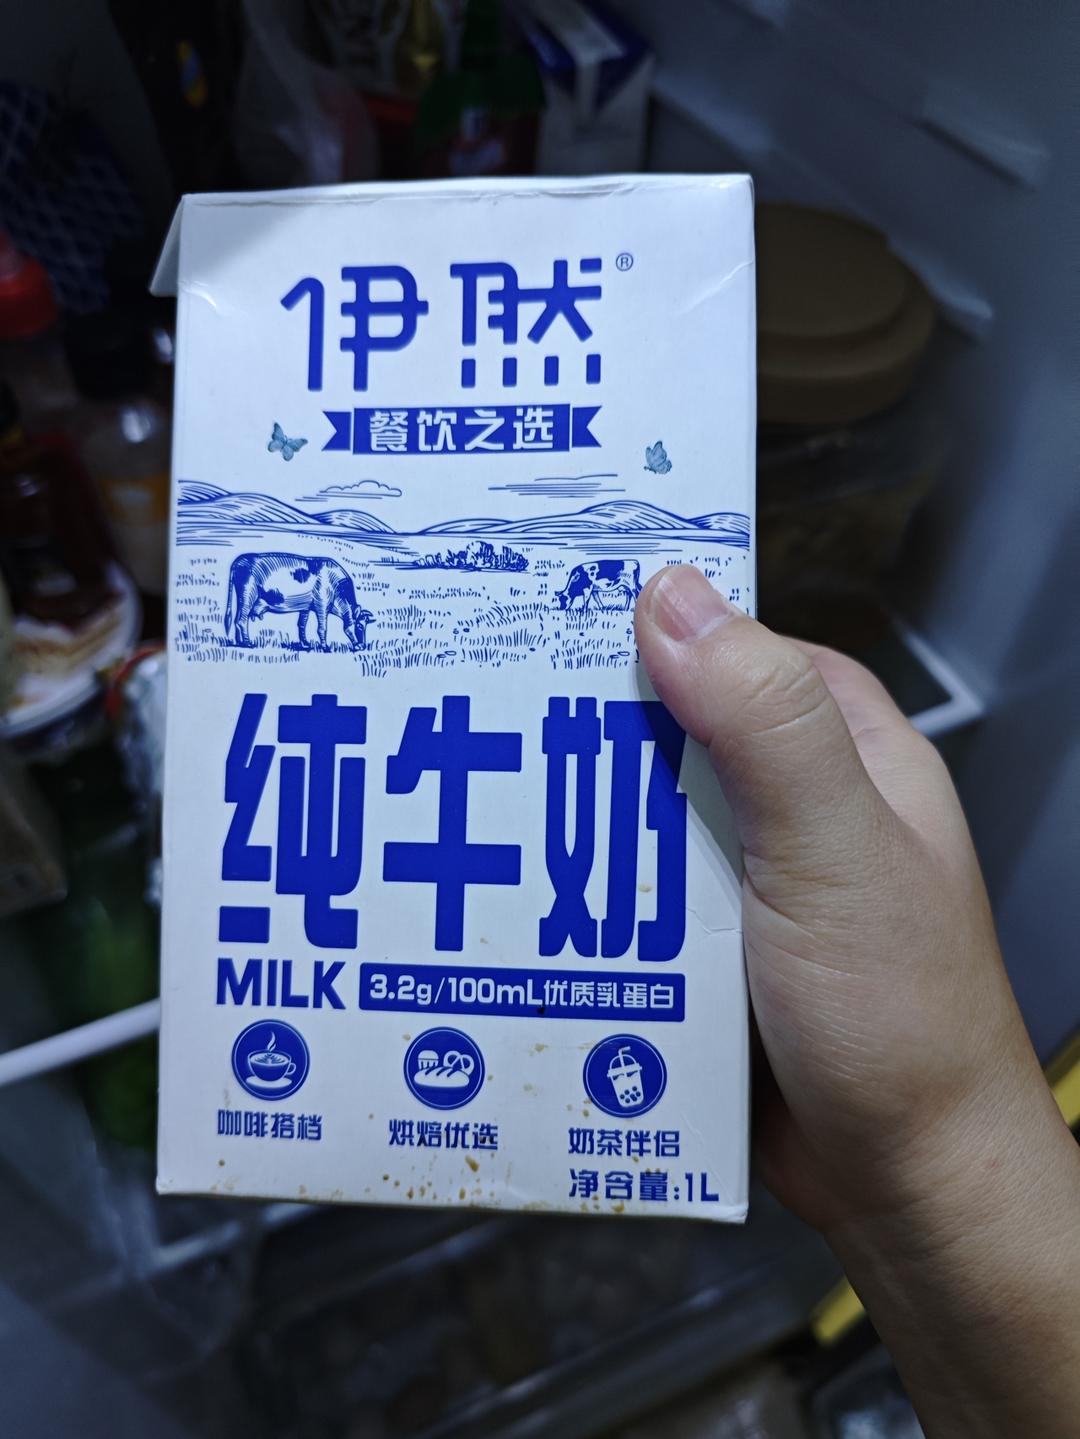 伊然®
餐饮之选
纯牛奶
MILK 3.2g/100mL优质乳蛋白
咖啡搭档 烘焙优选 奶茶伴侣
净含量:1L